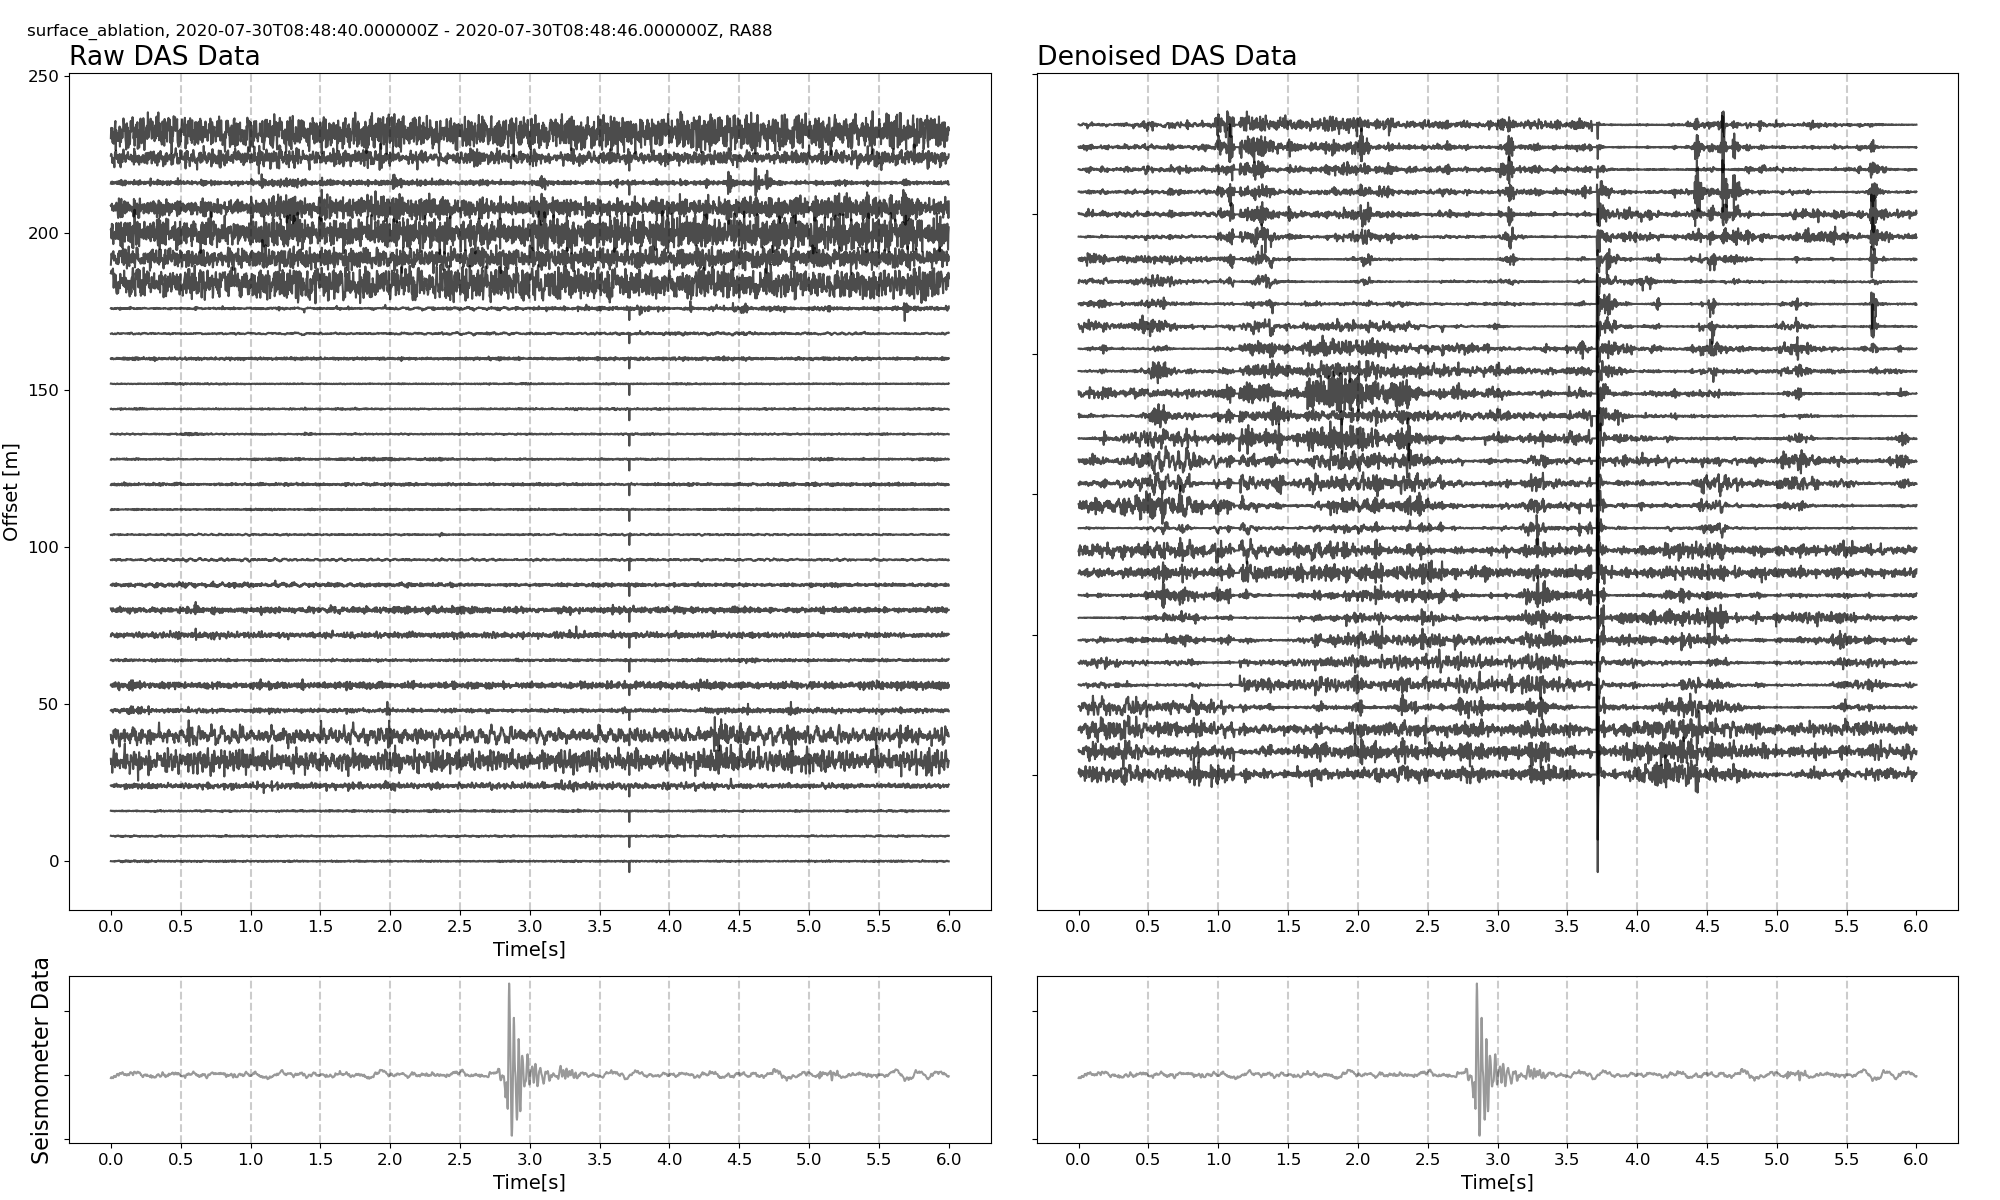 surface_ablation, 2020-07-30T08:48:40.000000Z - 2020-07-30T08:48:46.000000Z, RA88
Raw DAS Data
Denoised DAS Data
Offset [m]
250
200
150
100
50
0
0.0 0.5 1.0 1.5 2.0 2.5 3.0 3.5 4.0 4.5 5.0 5.5 6.0
0.0 0.5 1.0 1.5 2.0 2.5 3.0 3.5 4.0 4.5 5.0 5.5 6.0
Time[s]
Seismometer Data
0.0 0.5 1.0 1.5 2.0 2.5 3.0 3.5 4.0 4.5 5.0 5.5 6.0
0.0 0.5 1.0 1.5 2.0 2.5 3.0 3.5 4.0 4.5 5.0 5.5 6.0
Time[s]
Time[s]